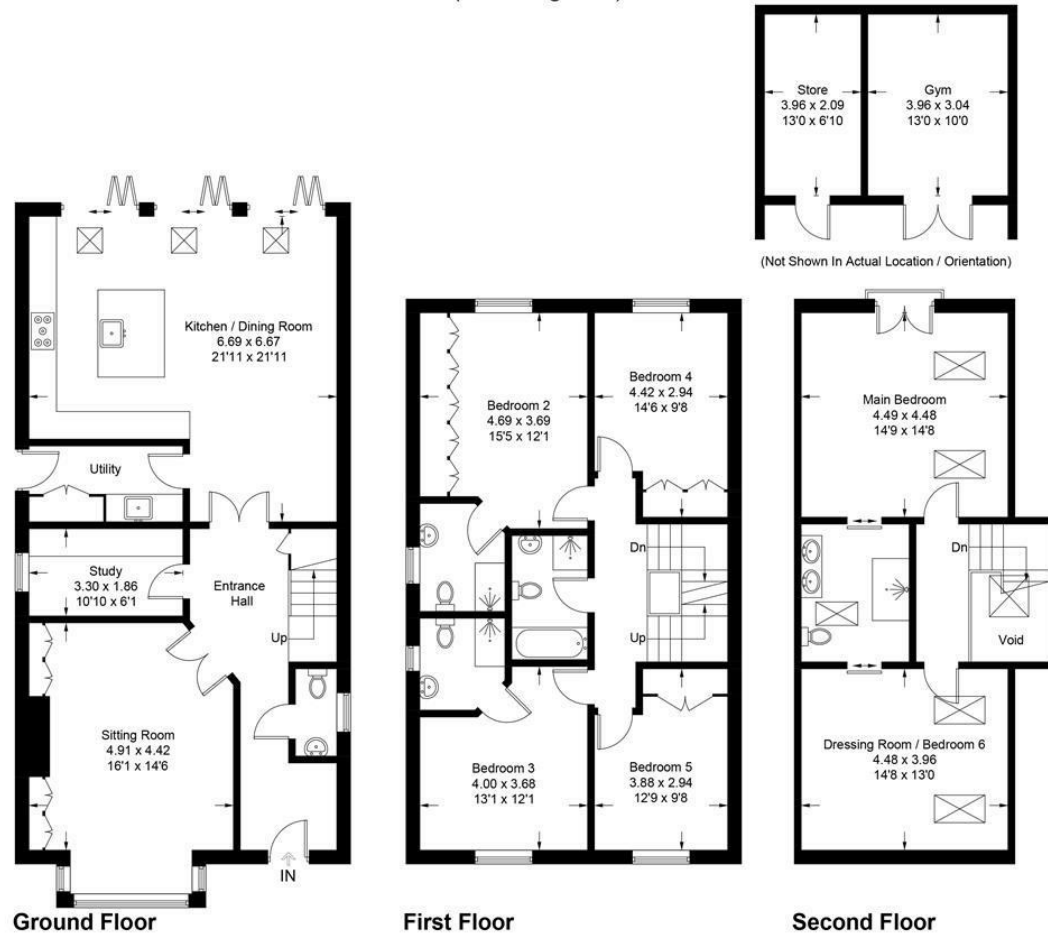 Store
3.96 x 2.09
13'0 x 6'10
Gym
3.96 x 3.04
13'0 x 10'0
(Not Shown In Actual Location / Orientation)
Kitchen / Dining Room
6.69 x 6.67
21'11 x 21'11
Utility
Study
3.30 x 1.86
10'10 x 6'1
Entrance
Hall
Up
Sitting Room
4.91 x 4.42
16'1 x 14'6
IN
Ground Floor
Bedroom 2
4.69 x 3.69
15'5 x 12'1
Bedroom 4
4.42 x 2.94
14'6 x 9'8
Dn
Up
Bedroom 3
4.00 x 3.68
13'1 x 12'1
Bedroom 5
3.88 x 2.94
12'9 x 9'8
First Floor
Main Bedroom
4.49 x 4.48
14'9 x 14'8
Dn
Void
Dressing Room / Bedroom 6
4.48 x 3.96
14'8 x 13'0
Second Floor